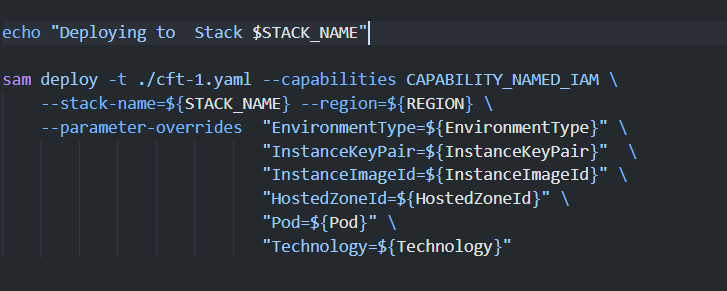 echo "Deploying to  Stack $STACK_NAME"
sam deploy -t ./cft-1.yaml --capabilities CAPABILITY_NAMED_IAM \
--stack-name=${STACK_NAME} --region=${REGION} \
--parameter-overrides  "EnvironmentType=${EnvironmentType}" \
"InstanceKeyPair=${InstanceKeyPair}"  \
"InstanceImageId=${InstanceImageId}" \
"HostedZoneId=${HostedZoneId}" \
"Pod=${Pod}" \
"Technology=${Technology}"